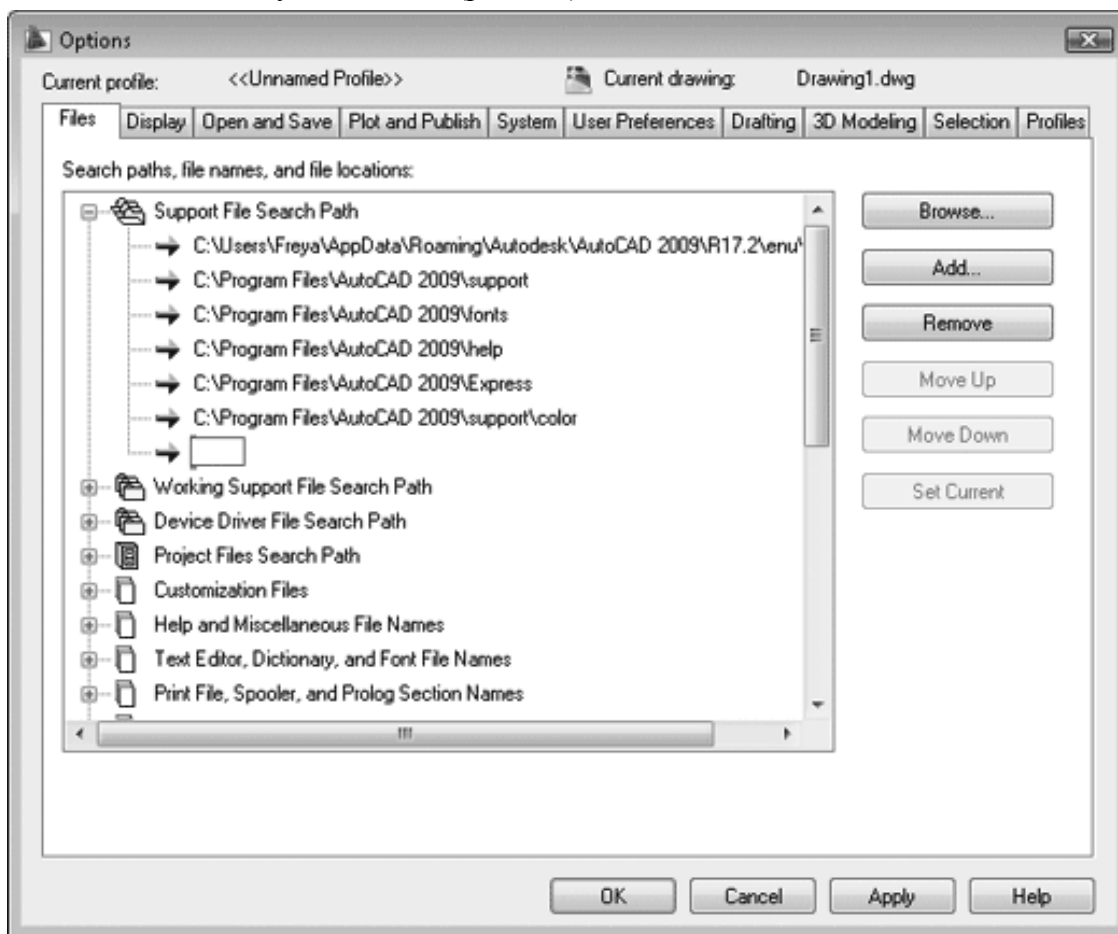 Options
Current profile: <<Unnamed Profile>> Current drawing: Drawing1.dwg
Files Display Open and Save Plot and Publish System User Preferences Drafting 3D Modeling Selection Profiles
Search paths, file names, and file locations:
Support File Search Path
C:\Users\Freya\AppData\Roaming\Autodesk\AutoCAD 2009\R17.2\enu\
C:\Program Files\AutoCAD 2009\support
C:\Program Files\AutoCAD 2009\fonts
C:\Program Files\AutoCAD 2009\help
C:\Program Files\AutoCAD 2009\Express
C:\Program Files\AutoCAD 2009\support\color
Working Support File Search Path
Device Driver File Search Path
Project Files Search Path
Customization Files
Help and Miscellaneous File Names
Text Editor, Dictionary, and Font File Names
Print File, Spooler, and Prolog Section Names
Browse...
Add...
Remove
Move Up
Move Down
Set Current
OK Cancel Apply Help